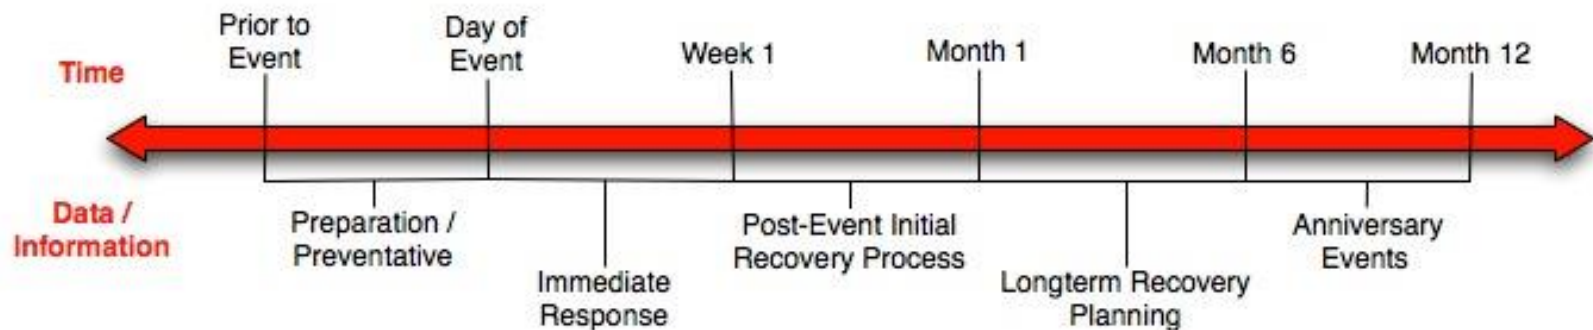 Time
Prior to
Event
Day of
Event
Week 1
Month 1
Month 6
Month 12
Data /
Information
Preparation /
Preventative
Immediate
Response
Post-Event Initial
Recovery Process
Longterm Recovery
Planning
Anniversary
Events